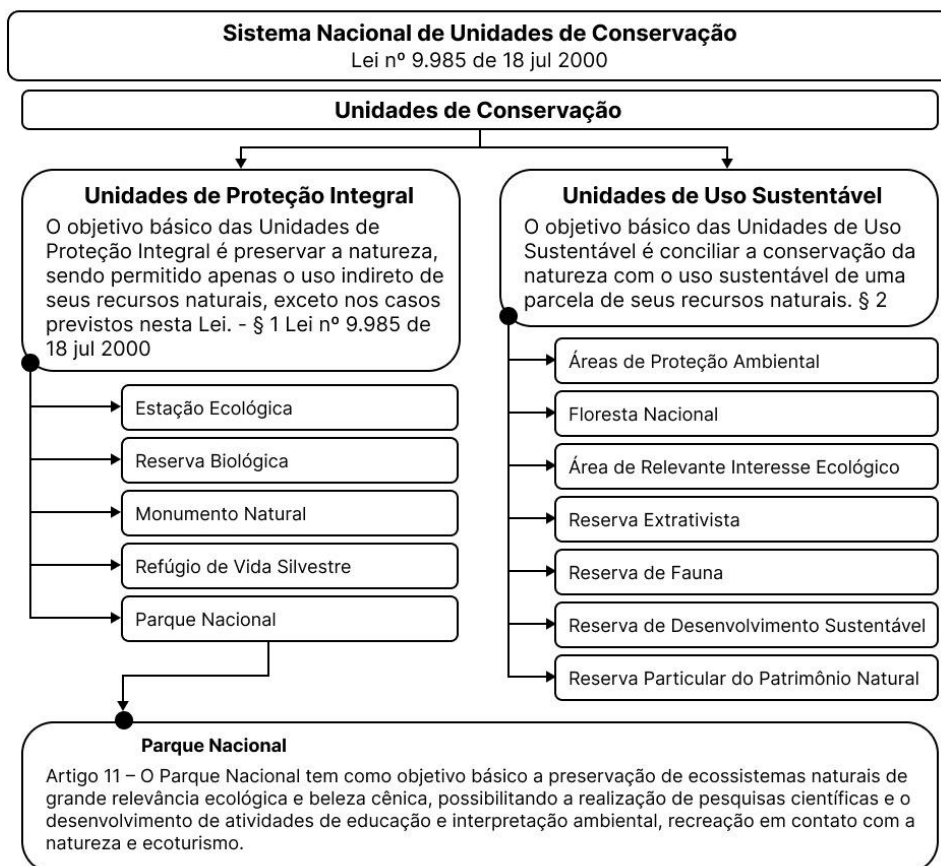 Sistema Nacional de Unidades de Conservação
Lei nº 9.985 de 18 jul 2000
Unidades de Conservação
Unidades de Proteção Integral
O objetivo básico das Unidades de
Proteção Integral é preservar a natureza,
sendo permitido apenas o uso indireto de
seus recursos naturais, exceto nos casos
previstos nesta Lei. - § 1 Lei nº 9.985 de
18 jul 2000
Estação Ecológica
Reserva Biológica
Monumento Natural
Refúgio de Vida Silvestre
Parque Nacional
Unidades de Uso Sustentável
O objetivo básico das Unidades de Uso
Sustentável é conciliar a conservação da
natureza com o uso sustentável de uma
parcela de seus recursos naturais. § 2
Áreas de Proteção Ambiental
Floresta Nacional
Área de Relevante Interesse Ecológico
Reserva Extrativista
Reserva de Fauna
Reserva de Desenvolvimento Sustentável
Reserva Particular do Patrimônio Natural
Parque Nacional
Artigo 11 – O Parque Nacional tem como objetivo básico a preservação de ecossistemas naturais de
grande relevância ecológica e beleza cênica, possibilitando a realização de pesquisas científicas e o
desenvolvimento de atividades de educação e interpretação ambiental, recreação em contato com a
natureza e ecoturismo.